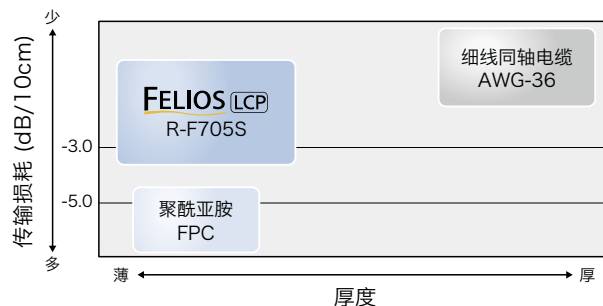 少
传输损耗 (dB/10cm)
细线同轴电缆
AWG-36
FELIOS LCP
R-F705S
-3.0
-5.0
聚酰亚胺
FPC
多
薄
厚
厚度